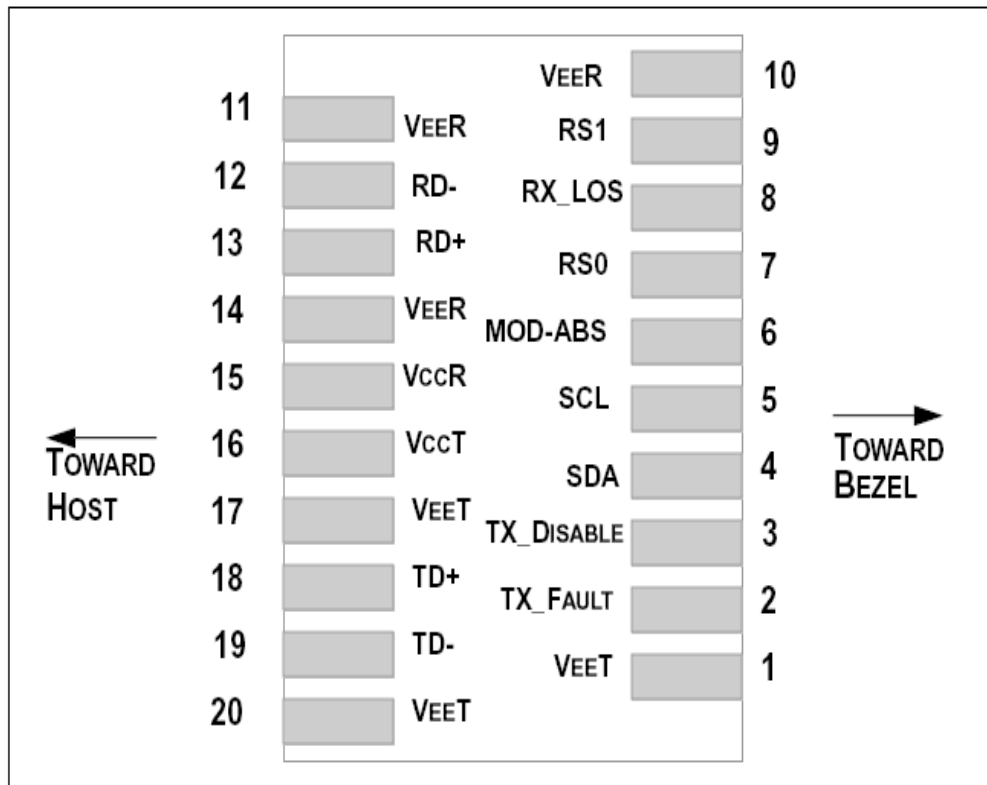 VEER 10
11 VEER
RS1 9
12 RD-
RX_LOS 8
13 RD+
RS0 7
14 VEER
MOD-ABS 6
15 VCCR
SCL 5
16 VCCT
TOWARD
HOST
TOWARD
BEZEL
SDA 4
17 VEET
TX_DISABLE 3
18 TD+
TX_FAULT 2
19 TD-
VEET 1
20 VEET